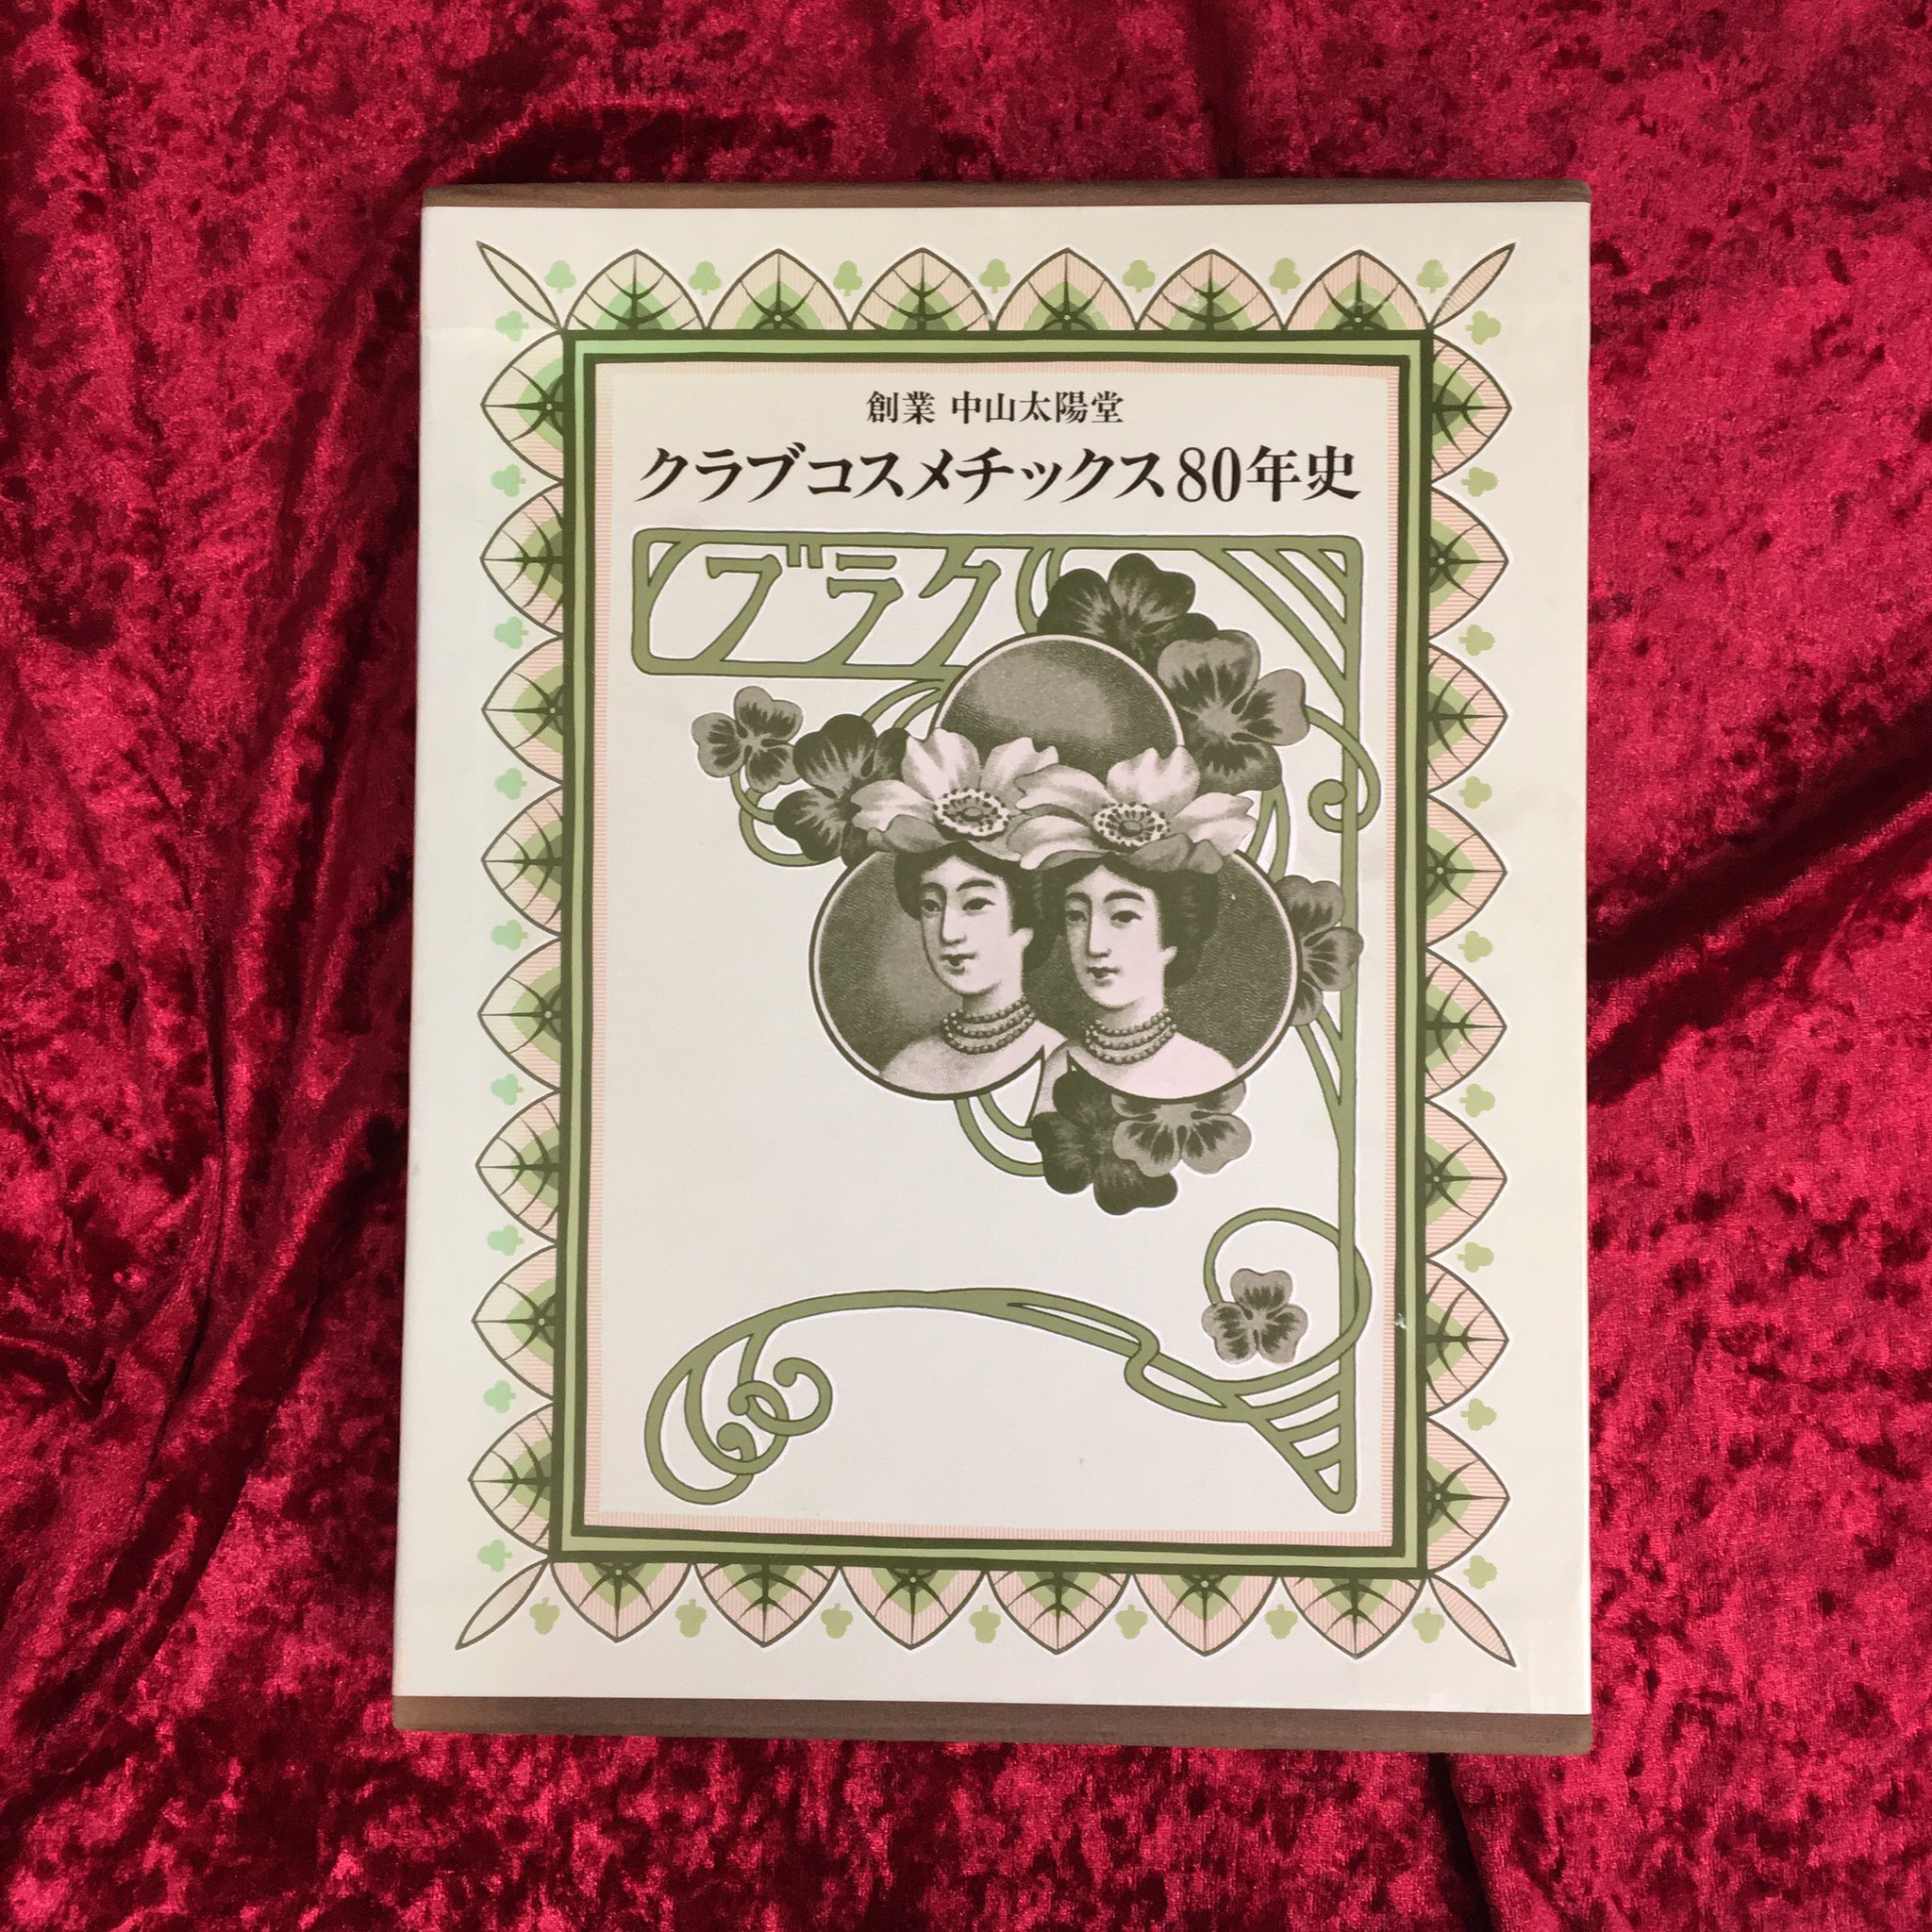 創業 中山太陽堂
クラブコスメチックス80年史
ブラク